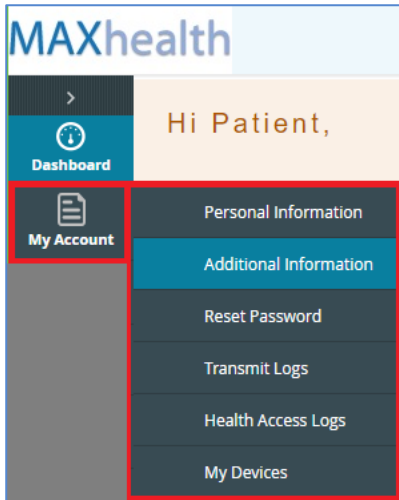 MAXhealth
>
Hi Patient,
Dashboard
My Account
Personal Information
Additional Information
Reset Password
Transmit Logs
Health Access Logs
My Devices